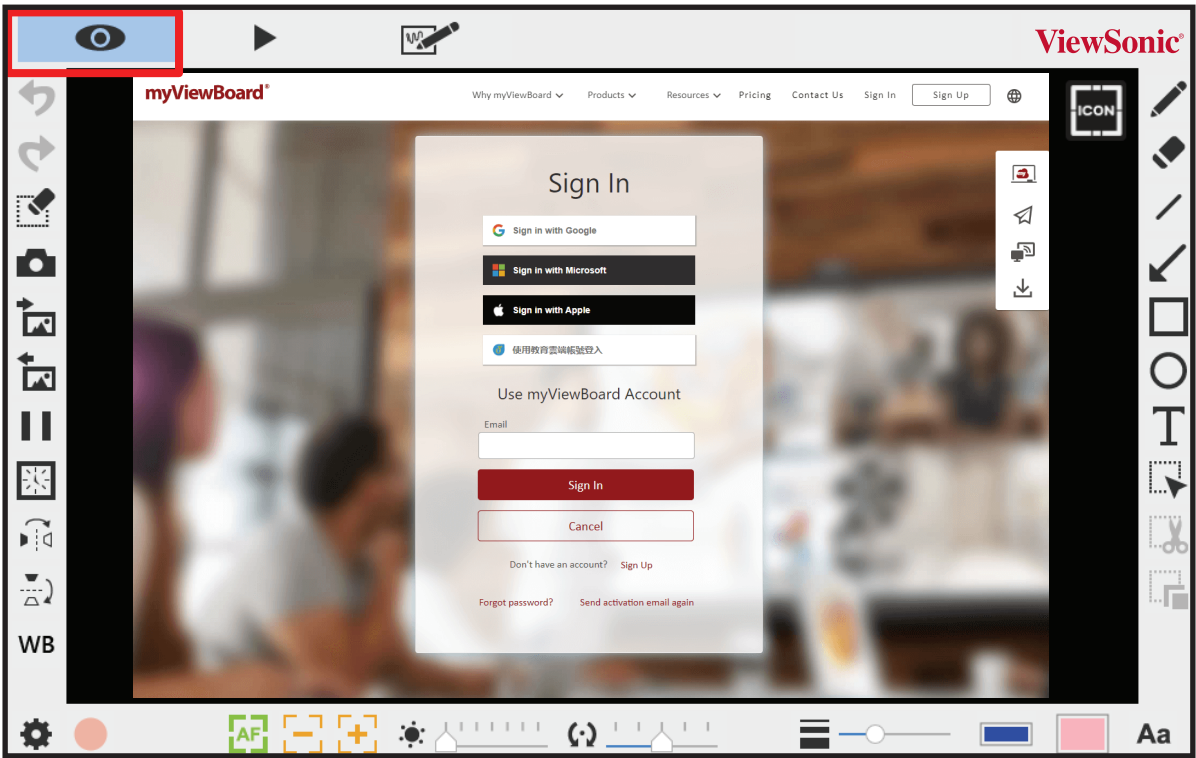 ViewSonic®
myViewBoard®
Why myViewBoard
Products
Resources
Pricing
Contact Us
Sign In
Sign Up
ICON
Sign In
Sign in with Google
Sign in with Microsoft
Sign in with Apple
使用教育雲端帳號登入
Use myViewBoard Account
Email
Sign In
Cancel
Don't have an account? Sign Up
Forgot password? Send activation email again
T
WB
AF
Aa